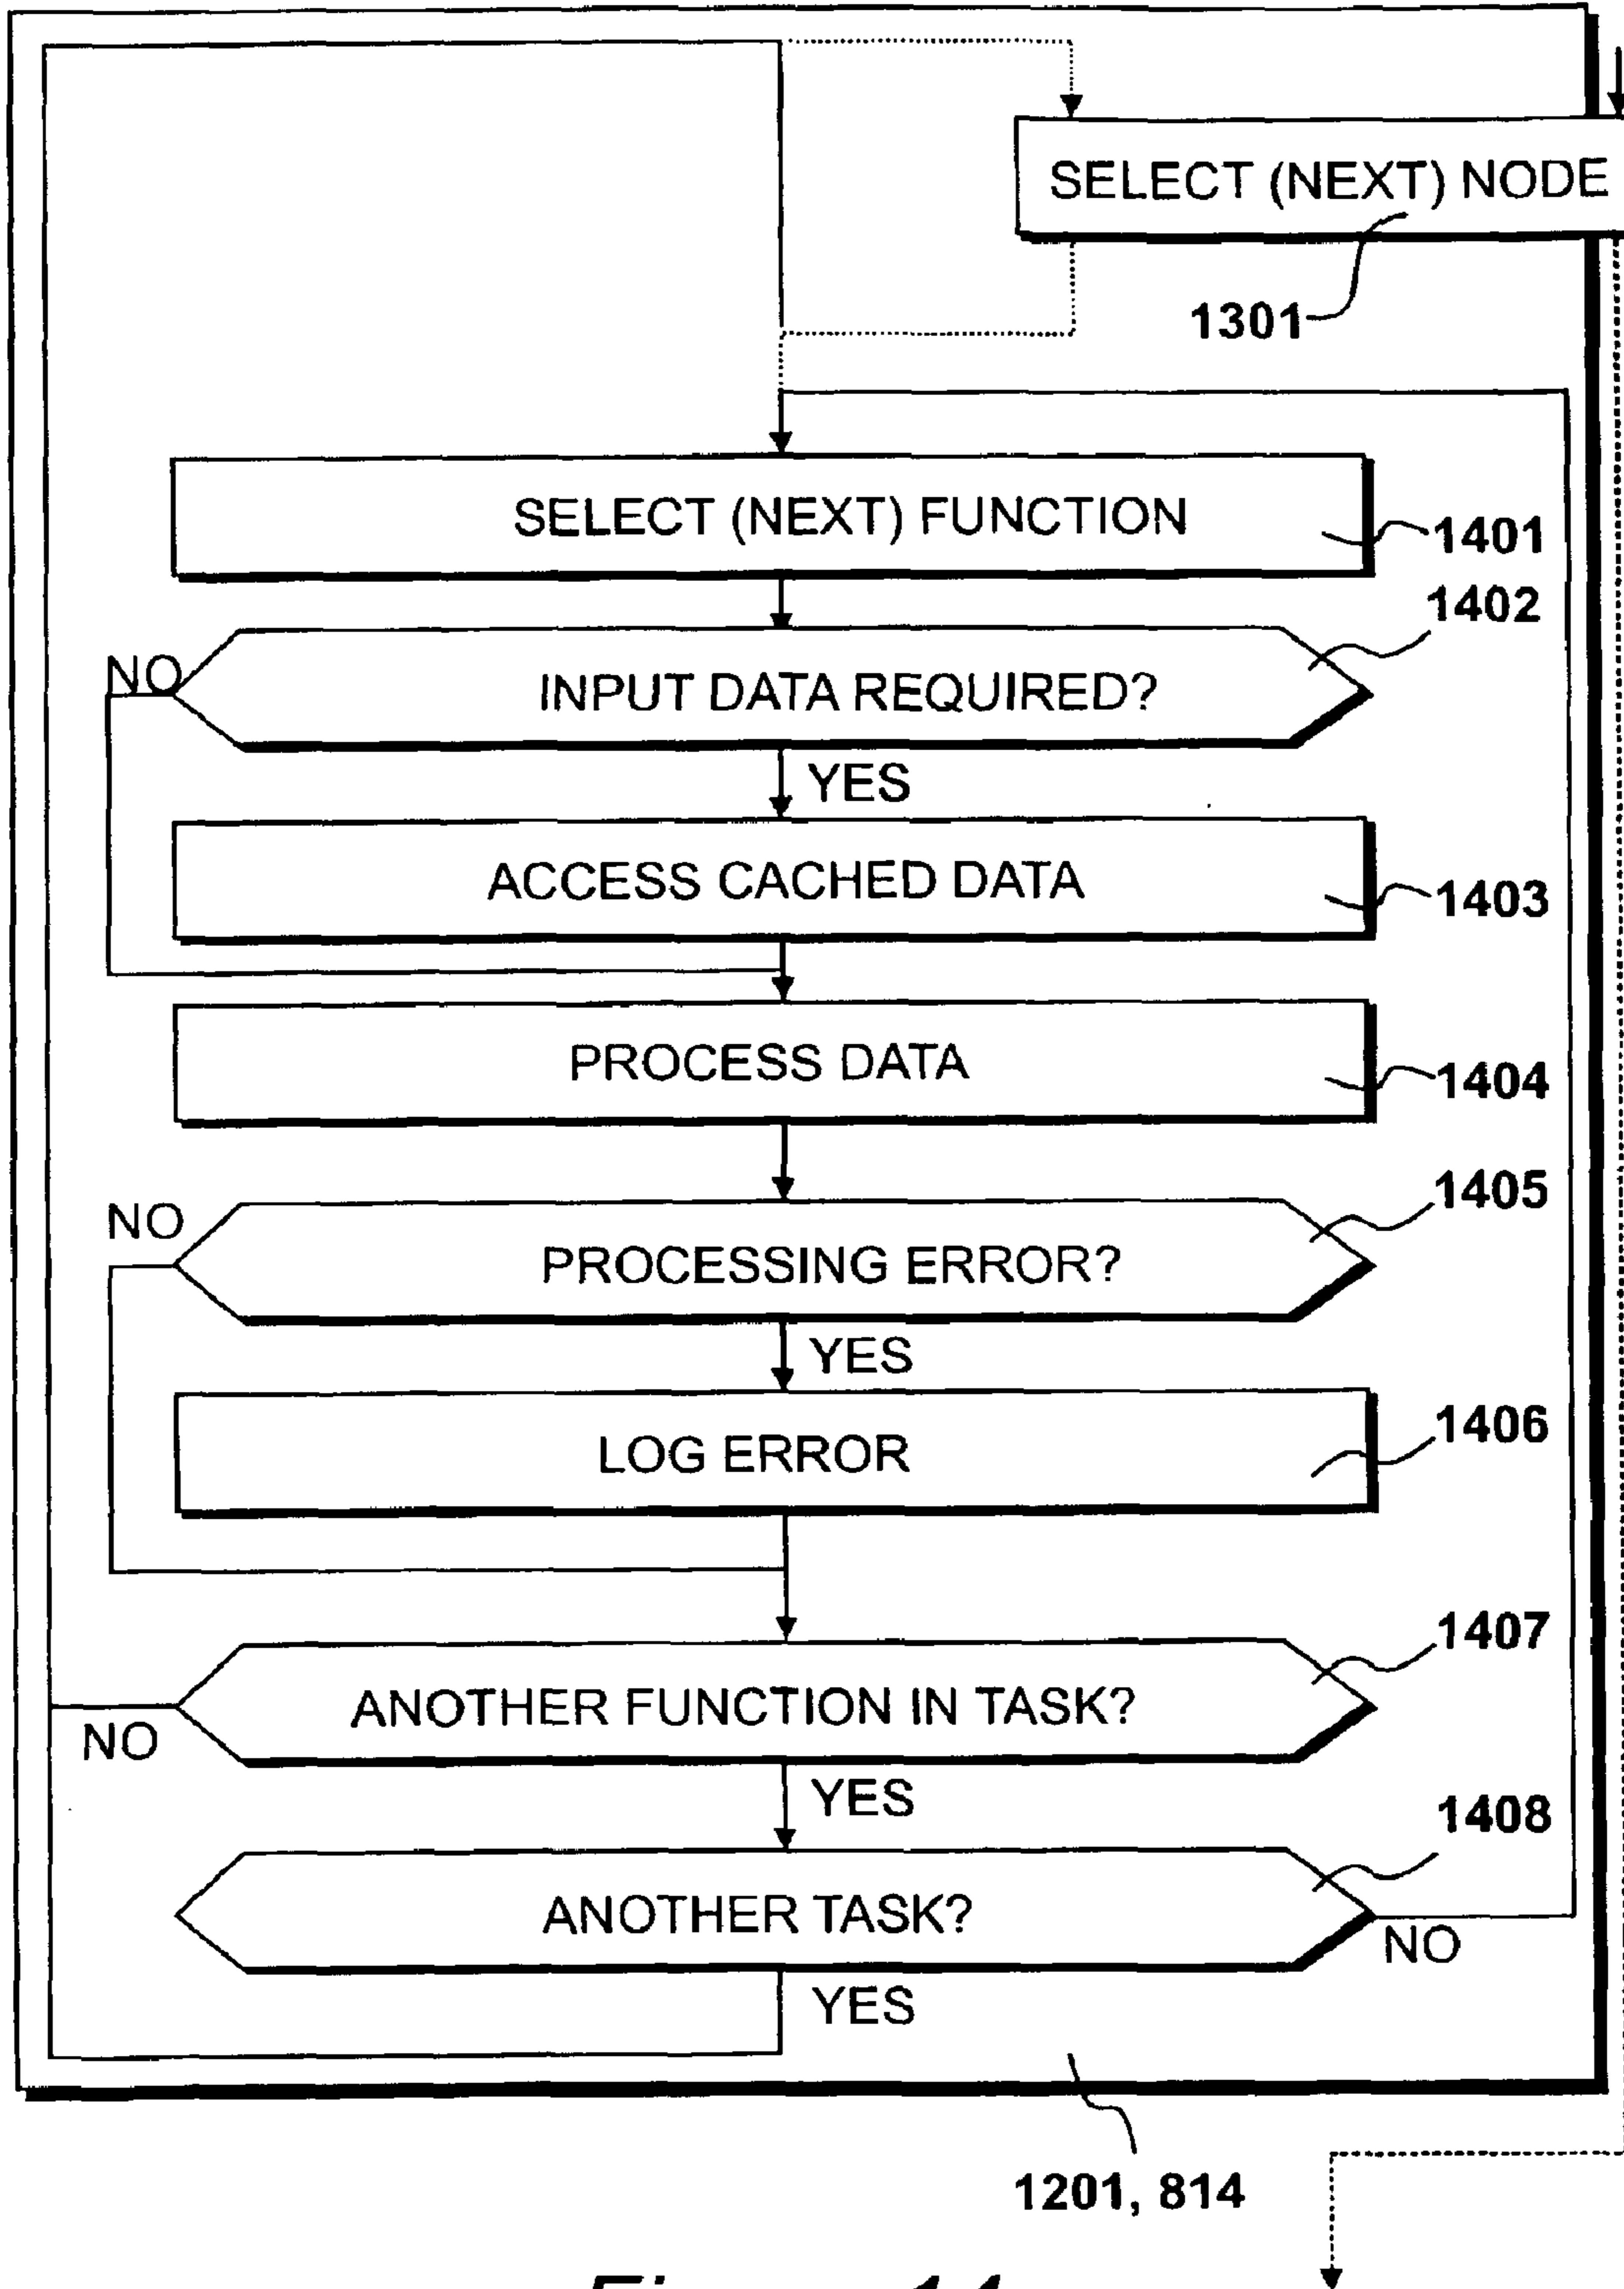 SELECT (NEXT) NODE
1301
SELECT (NEXT) FUNCTION
1401
1402
NO
INPUT DATA REQUIRED?
YES
ACCESS CACHED DATA
1403
PROCESS DATA
1404
1405
NO
PROCESSING ERROR?
YES
LOG ERROR
1406
1407
ANOTHER FUNCTION IN TASK?
NO
YES
1408
ANOTHER TASK?
NO
YES
1201, 814
Figure 14